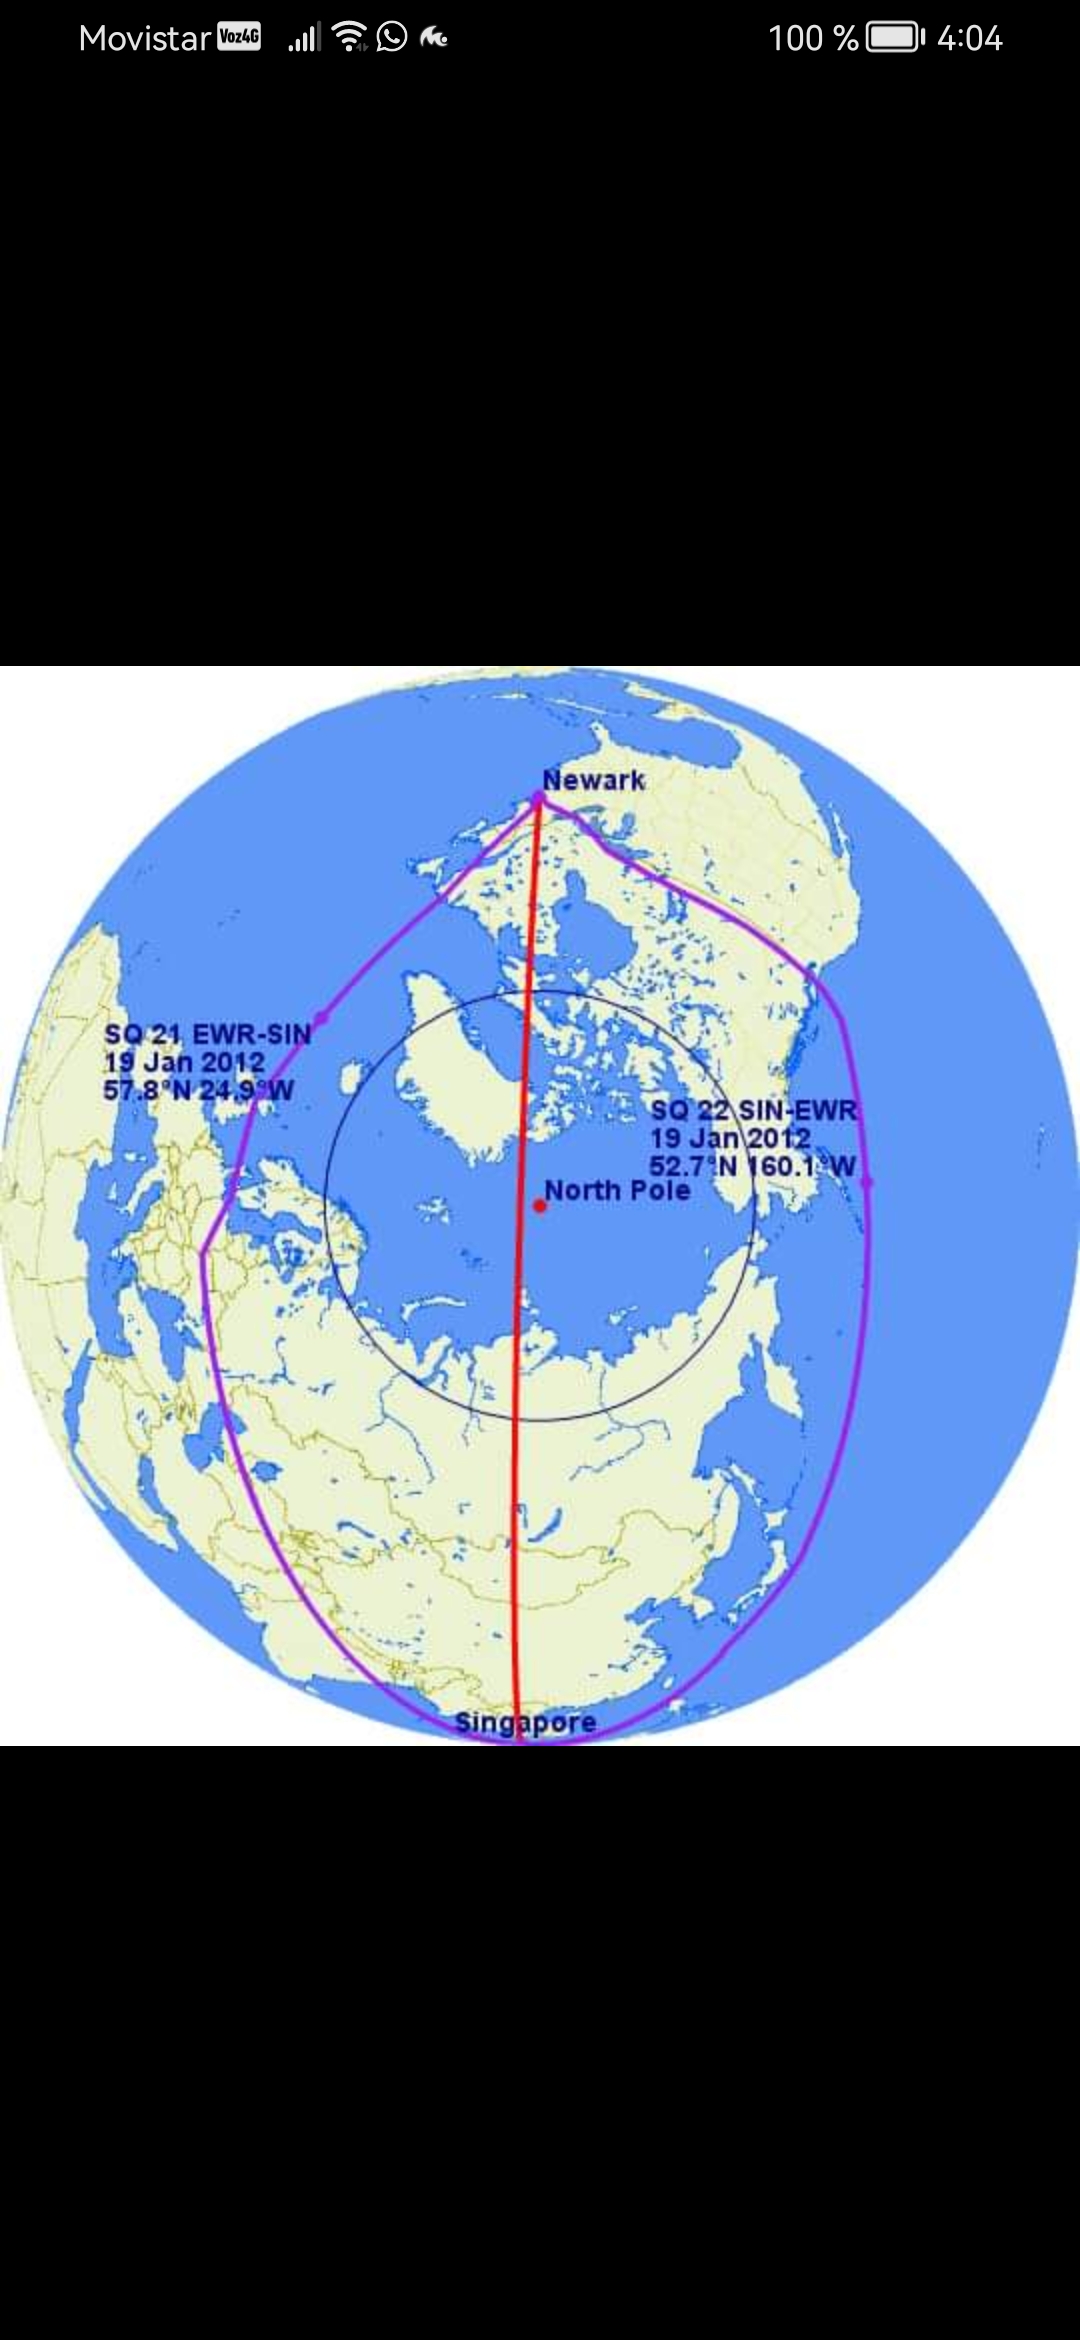 Movistar Voz4G 100 % 4:04
Newark
SQ 21 EWR-SIN
19 Jan 2012
57.8°N 24.9°W
SQ 22 SIN-EWR
19 Jan 2012
52.7°N 160.1°W
North Pole
Singapore